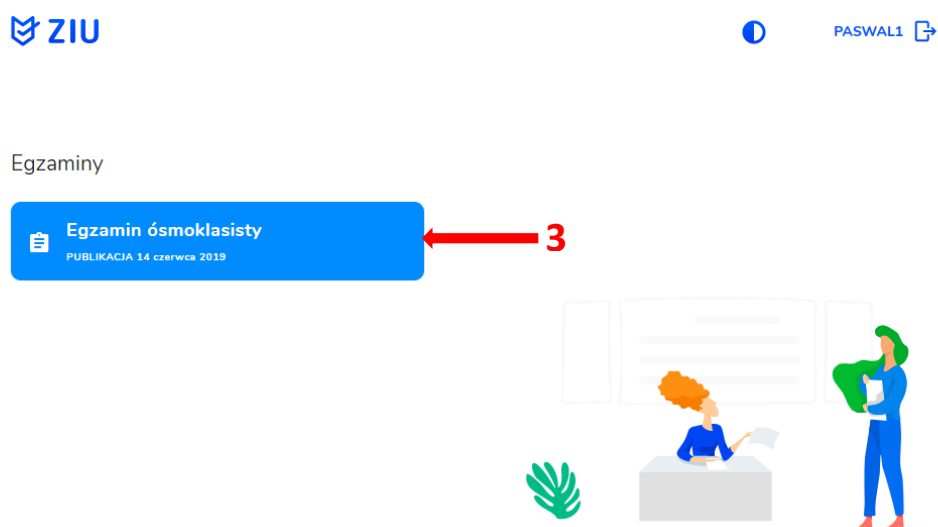 ZIU
PASWAL1
Egzaminy
Egzamin ósmoklasisty
PUBLIKACJA 14 czerwca 2019
3